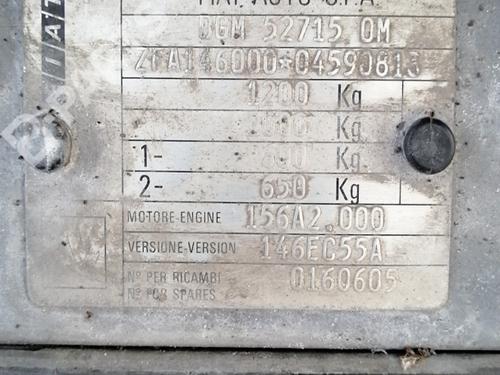 FIAT AUTO S.P.A
DGM 52715 OM
ZFA146000*04590813
1200 Kg
Kg
1- Kg
2- 650 Kg
MOTORE-ENGINE 156A2.000
VERSIONE-VERSION 146EC55A
Nº PER RICAMBI
Nº FOR SPARES 0160605